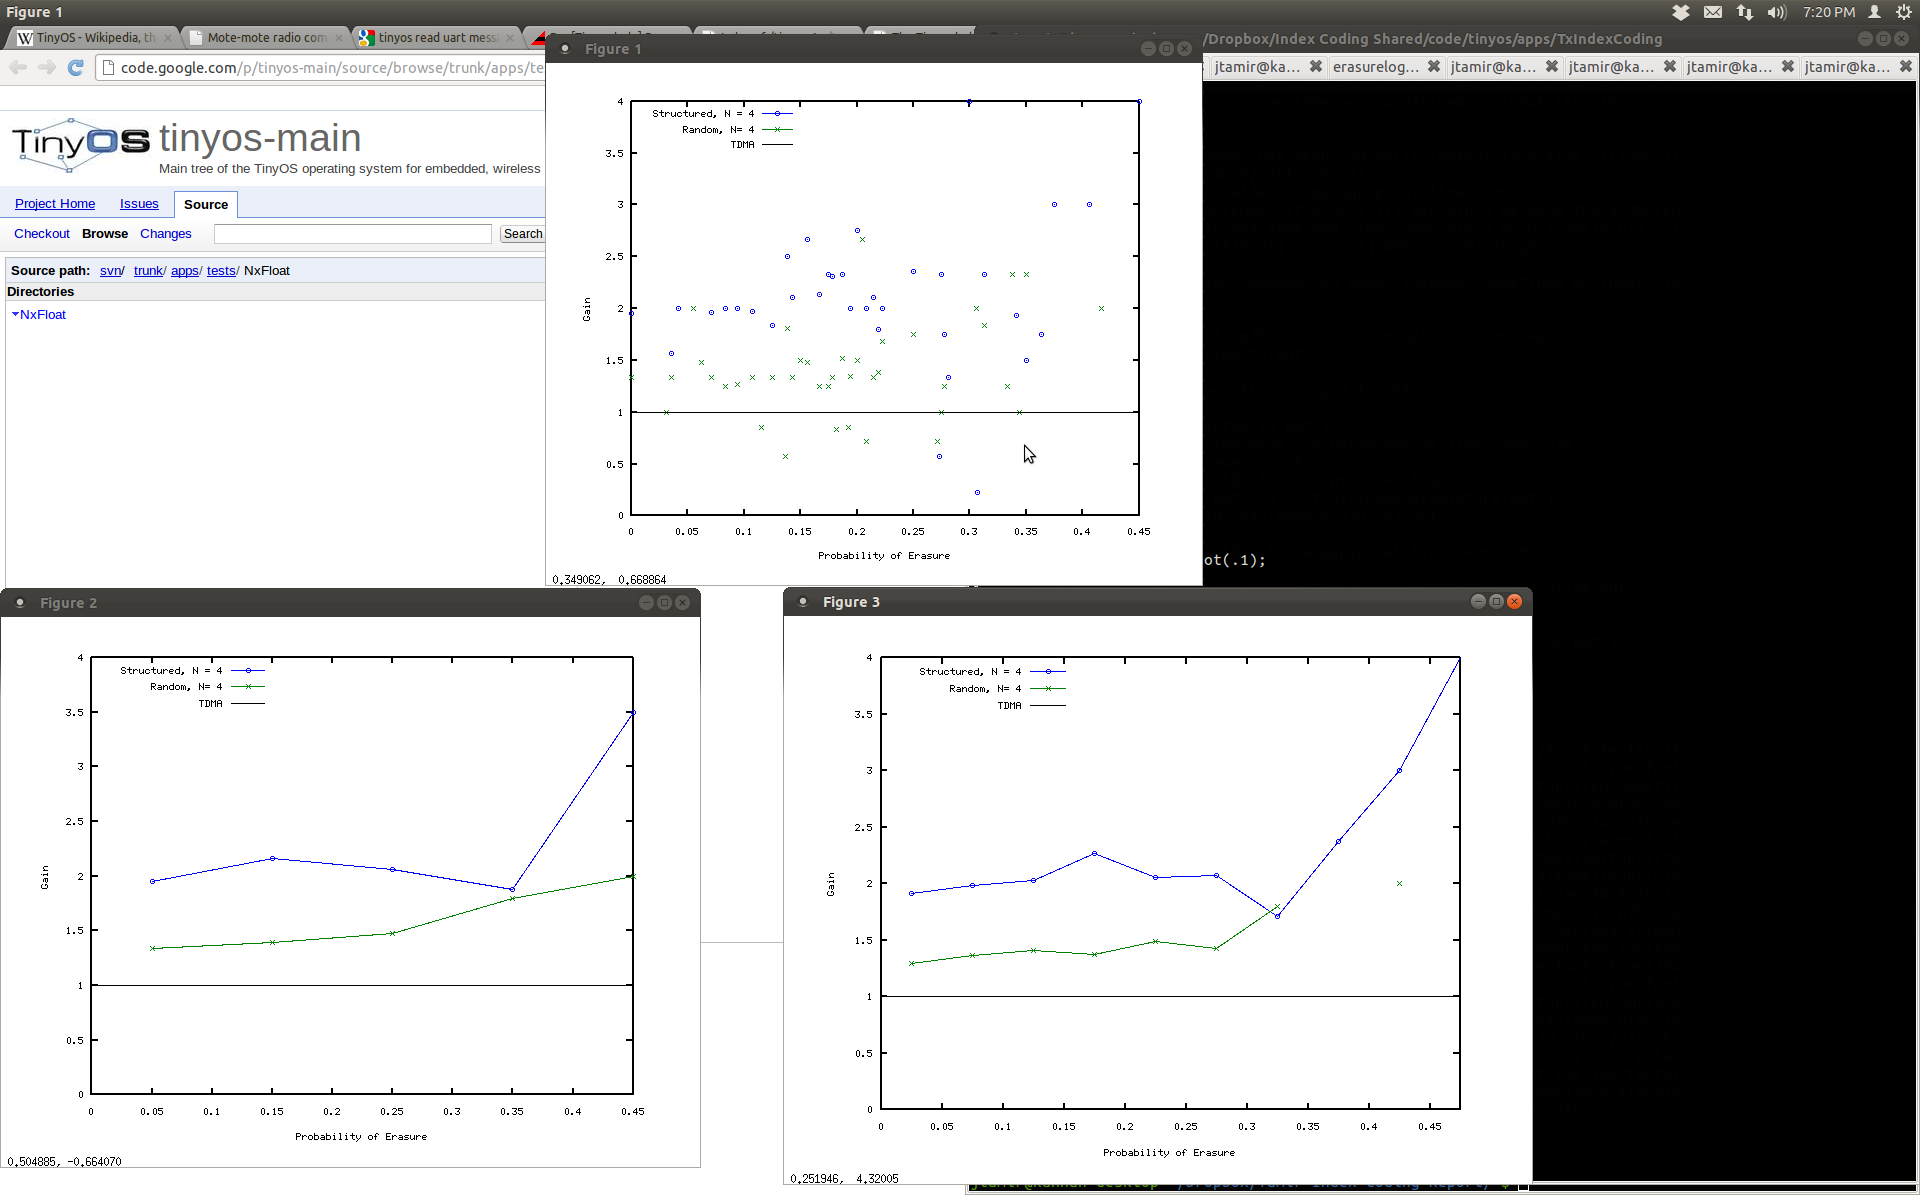 Figure 1
7:20 PM
TinyOS - Wikipedia, th
Mote-mote radio com
tinyos read uart mess
Figure 1
/Dropbox/Index Coding Shared/code/tinyos/apps/TxIndexCoding
code.google.com/p/tinyos-main/source/browse/trunk/apps/te
jtamir@ka...
erasurelog...
jtamir@ka...
jtamir@ka...
jtamir@ka...
jtamir@ka...
TinyOS
tinyos-main
Main tree of the TinyOS operating system for embedded, wireless
Project Home Issues Source
Checkout Browse Changes Search
Source path: svn/ trunk/ apps/ tests/ NxFloat
Directories
NxFloat
Structured, N = 4
Random, N= 4
TDMA
4
3.5
3
2.5
2
1.5
1
0.5
0
Gain
0 0.05 0.1 0.15 0.2 0.25 0.3 0.35 0.4 0.45
Probability of Erasure
0.349062, 0.668864
ot(.1);
Figure 2
Structured, N = 4
Random, N= 4
TDMA
4
3.5
3
2.5
2
1.5
1
0.5
0
Gain
0 0.05 0.1 0.15 0.2 0.25 0.3 0.35 0.4 0.45
Probability of Erasure
0.504885, -0.664070
Figure 3
Structured, N = 4
Random, N= 4
TDMA
4
3.5
3
2.5
2
1.5
1
0.5
0
Gain
0 0.05 0.1 0.15 0.2 0.25 0.3 0.35 0.4 0.45
Probability of Erasure
0.251946, 4.32005